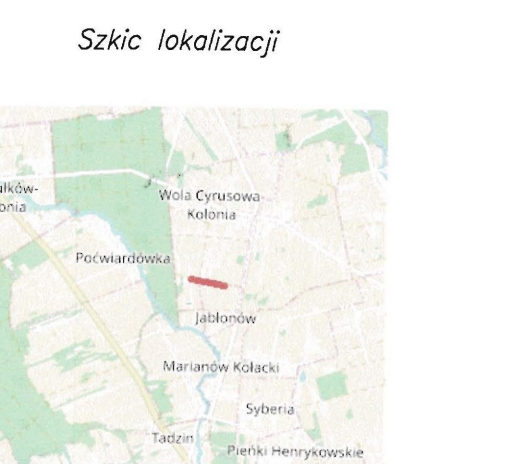 Szkic lokalizacji
Wola Cyrusowa-
Kolonia
Poćwiardówka
Jabłonów
Marianów Kołacki
Syberia
Tadzin
Pieńki Henrykowskie